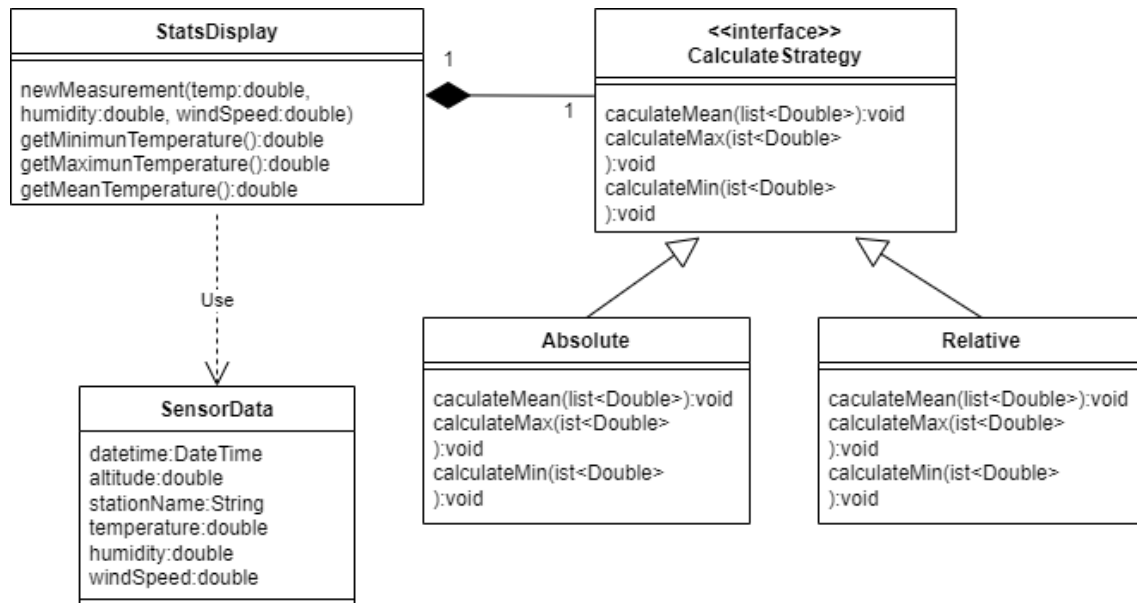 StatsDisplay
newMeasurement(temp:double,
humidity:double, windSpeed:double)
getMinimunTemperature():double
getMaximunTemperature():double
getMeanTemperature():double
1
1
<<interface>>
CalculateStrategy
caculateMean(list<Double>):void
calculateMax(ist<Double>
):void
calculateMin(ist<Double>
):void
Use
Absolute
caculateMean(list<Double>):void
calculateMax(ist<Double>
):void
calculateMin(ist<Double>
):void
Relative
caculateMean(list<Double>):void
calculateMax(ist<Double>
):void
calculateMin(ist<Double>
):void
SensorData
datetime:DateTime
altitude:double
stationName:String
temperature:double
humidity:double
windSpeed:double